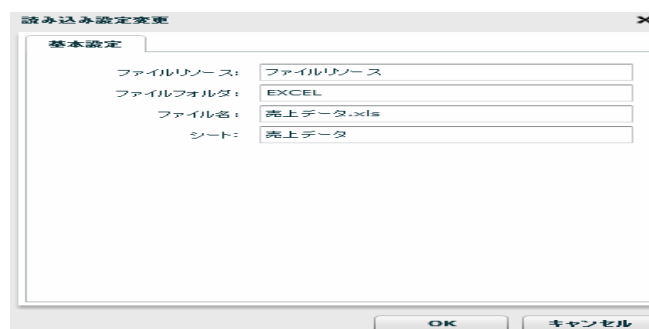 読み込み設定変更
基本設定
ファイルリソース: ファイルリソース
ファイルフォルダ: EXCEL
ファイル名: 売上データ.xls
シート: 売上データ
OK キャンセル